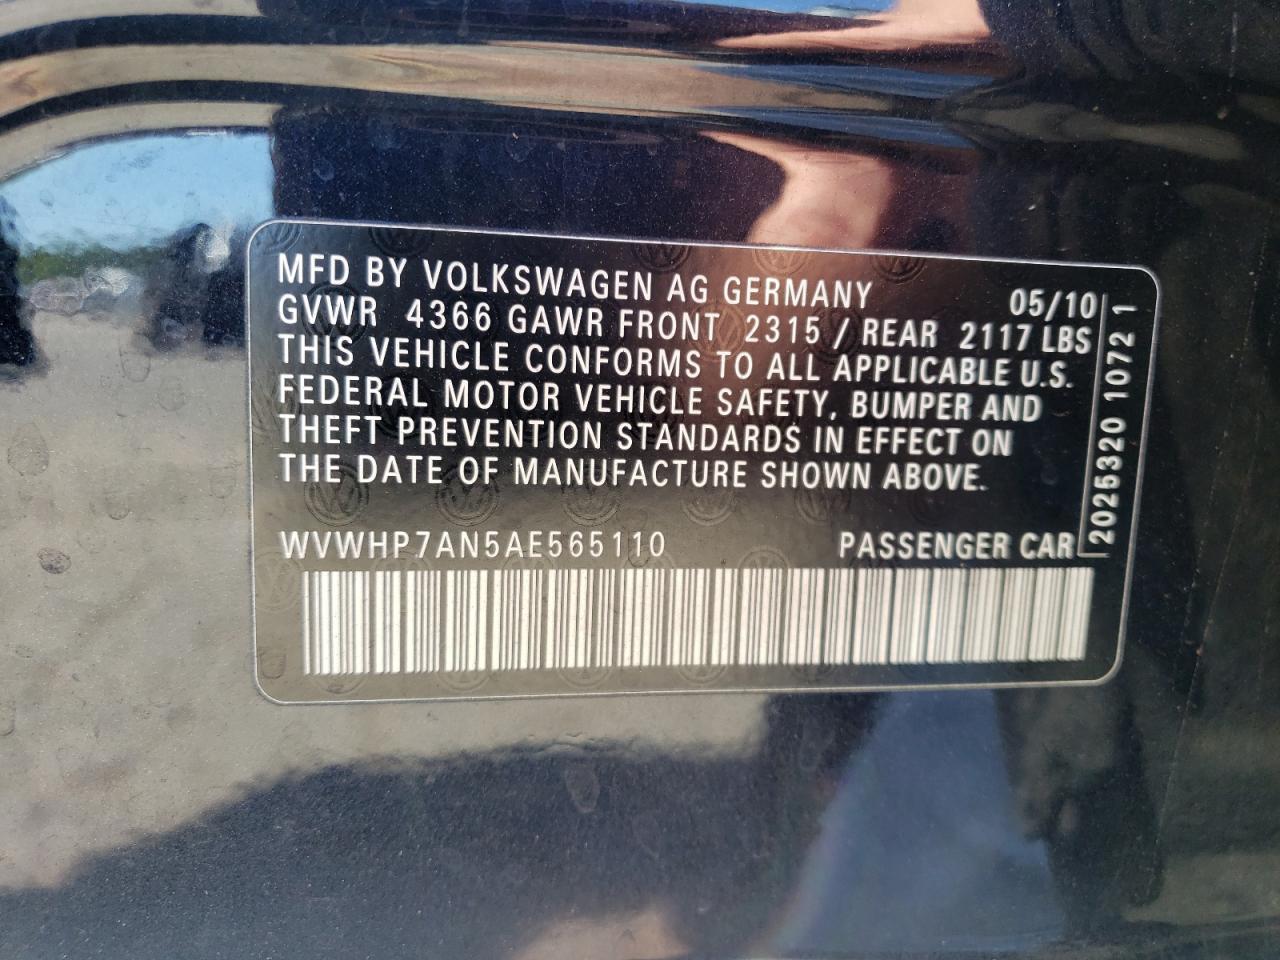 MFD BY VOLKSWAGEN AG GERMANY 05/10
GVWR 4366 GAWR FRONT 2315 / REAR 2117 LBS
THIS VEHICLE CONFORMS TO ALL APPLICABLE U.S.
FEDERAL MOTOR VEHICLE SAFETY, BUMPER AND
THEFT PREVENTION STANDARDS IN EFFECT ON
THE DATE OF MANUFACTURE SHOWN ABOVE.
WVWHP7AN5AE565110 PASSENGER CAR
2025320 1072 1